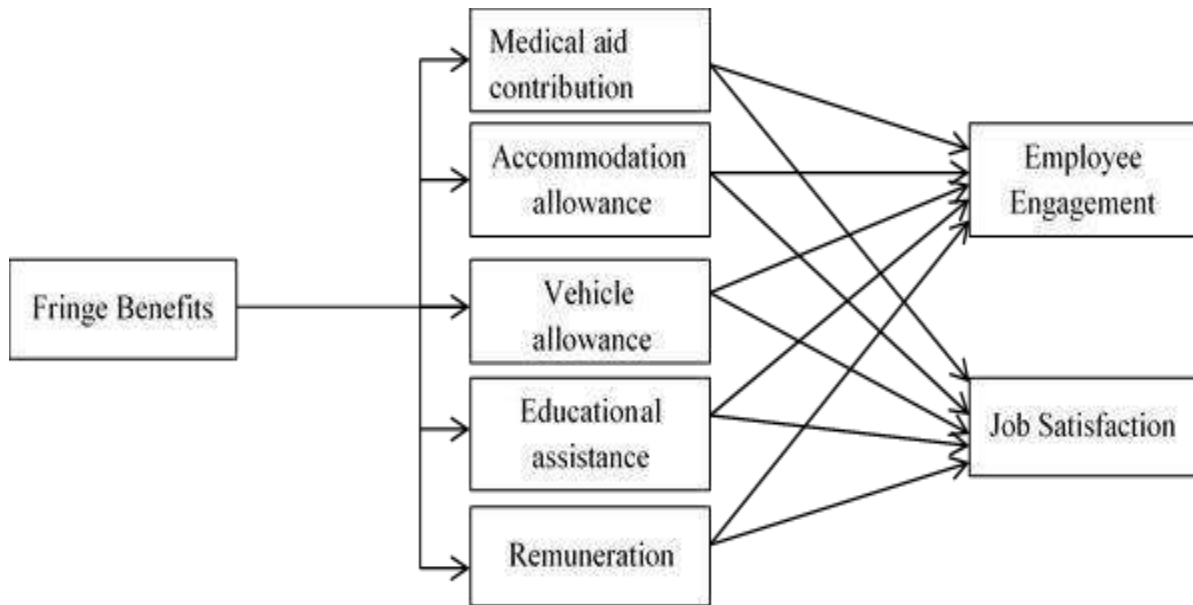 Fringe Benefits
Medical aid
contribution
Accommodation
allowance
Vehicle
allowance
Educational
assistance
Remuneration
Employee
Engagement
Job Satisfaction